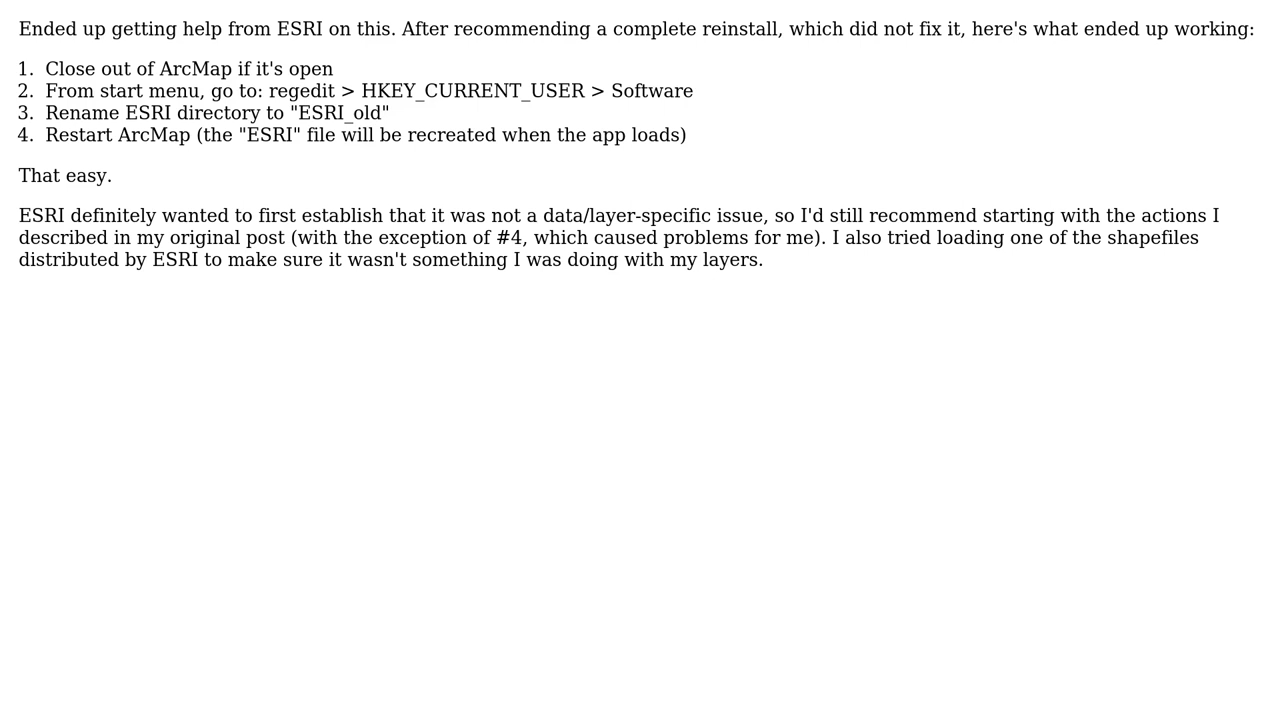 Ended up getting help from ESRI on this. After recommending a complete reinstall, which did not fix it, here's what ended up working:
1. Close out of ArcMap if it's open
2. From start menu, go to: regedit > HKEY_CURRENT_USER > Software
3. Rename ESRI directory to "ESRI_old"
4. Restart ArcMap (the "ESRI" file will be recreated when the app loads)
That easy.
ESRI definitely wanted to first establish that it was not a data/layer-specific issue, so I'd still recommend starting with the actions I
described in my original post (with the exception of #4, which caused problems for me). I also tried loading one of the shapefiles
distributed by ESRI to make sure it wasn't something I was doing with my layers.